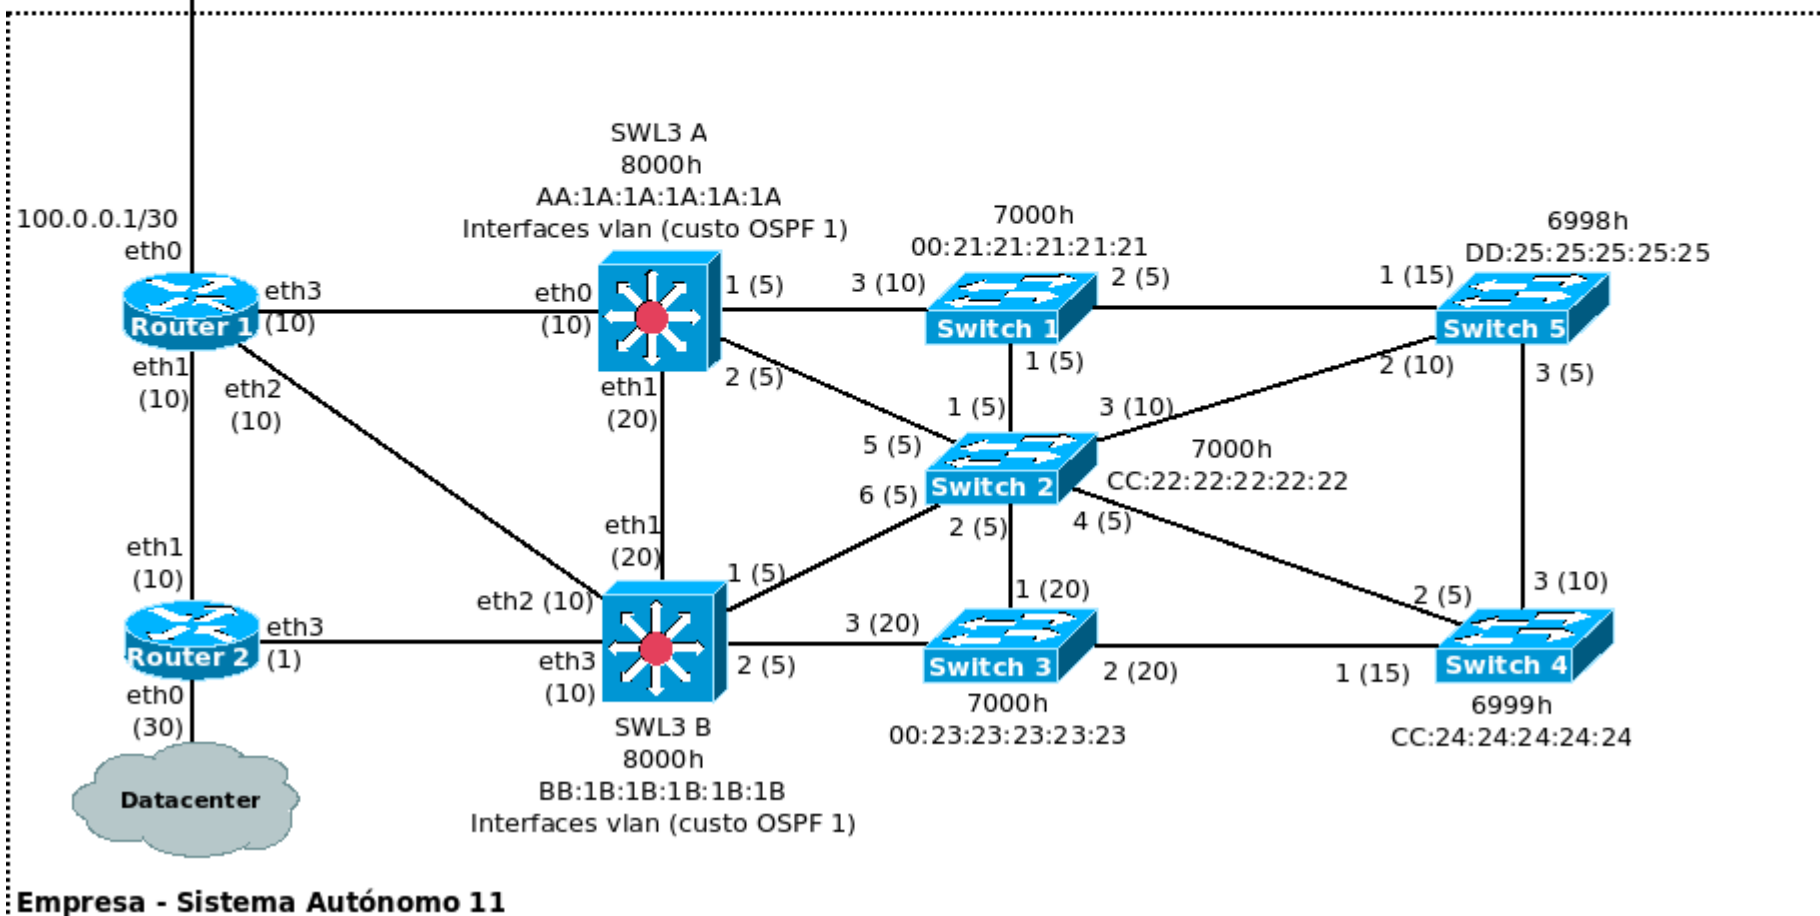 SWL3 A
8000h
AA:1A:1A:1A:1A:1A
Interfaces vlan (custo OSPF 1)
100.0.0.1/30
eth0
eth3
(10)
Router 1
eth1
(10)
eth2
(10)
eth0
(10)
1 (5)
2 (5)
eth1
(20)
7000h
00:21:21:21:21:21
3 (10)
2 (5)
Switch 1
1 (5)
6998h
DD:25:25:25:25:25
1 (15)
Switch 5
2 (10)
3 (5)
1 (5)
3 (10)
5 (5)
7000h
CC:22:22:22:22:22
Switch 2
6 (5)
2 (5)
4 (5)
eth1
(10)
eth3
(1)
Router 2
eth0
(30)
Datacenter
eth1
(20)
eth2 (10)
1 (5)
eth3
(10)
2 (5)
SWL3 B
8000h
BB:1B:1B:1B:1B:1B
Interfaces vlan (custo OSPF 1)
1 (20)
3 (20)
Switch 3
2 (20)
7000h
00:23:23:23:23:23
2 (5)
3 (10)
1 (15)
Switch 4
6999h
CC:24:24:24:24:24
Empresa - Sistema Autónomo 11